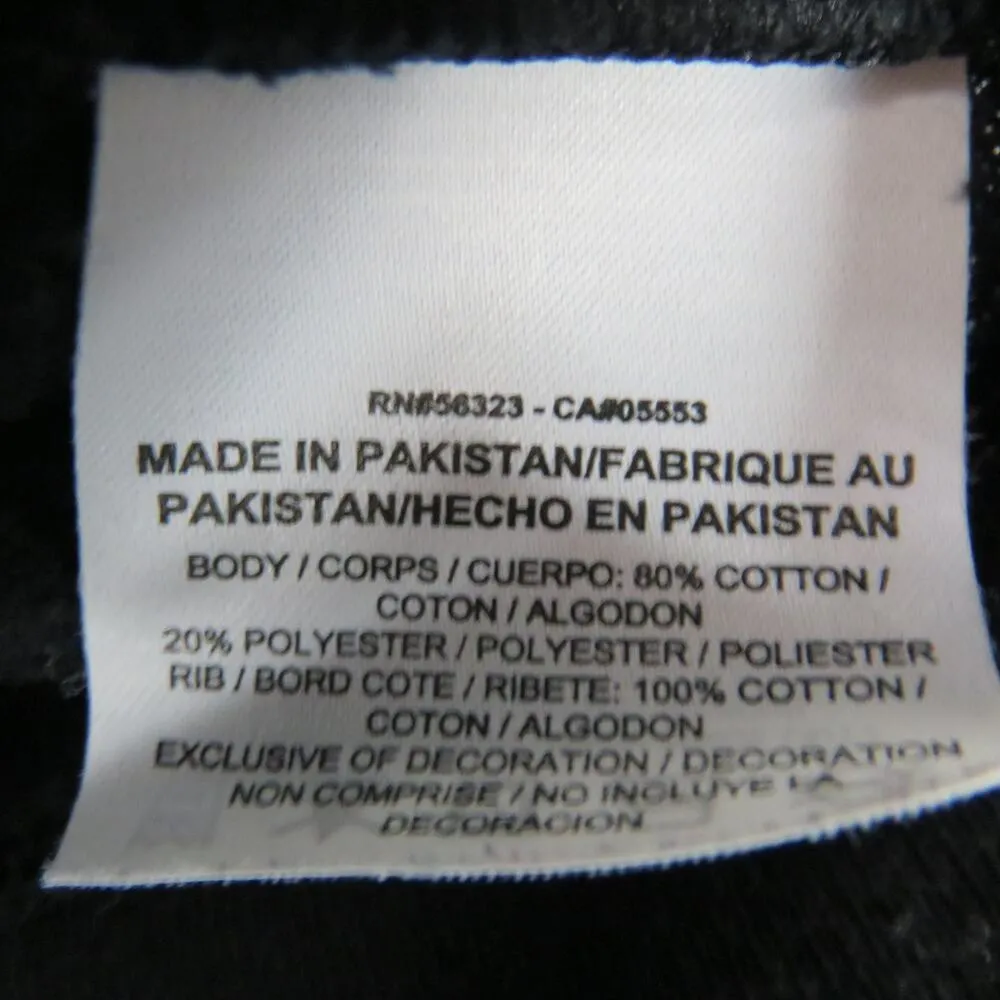 RN#56323 - CA#05553
MADE IN PAKISTAN/FABRIQUE AU
PAKISTAN/HECHO EN PAKISTAN
BODY / CORPS / CUERPO: 80% COTTON /
COTON / ALGODON
20% POLYESTER / POLYESTER / POLIESTER
RIB / BORD COTE / RIBETE: 100% COTTON /
COTON / ALGODON
EXCLUSIVE OF DECORATION / DECORATION
NON COMPRISE / NO INCLUYE LA
DECORACION